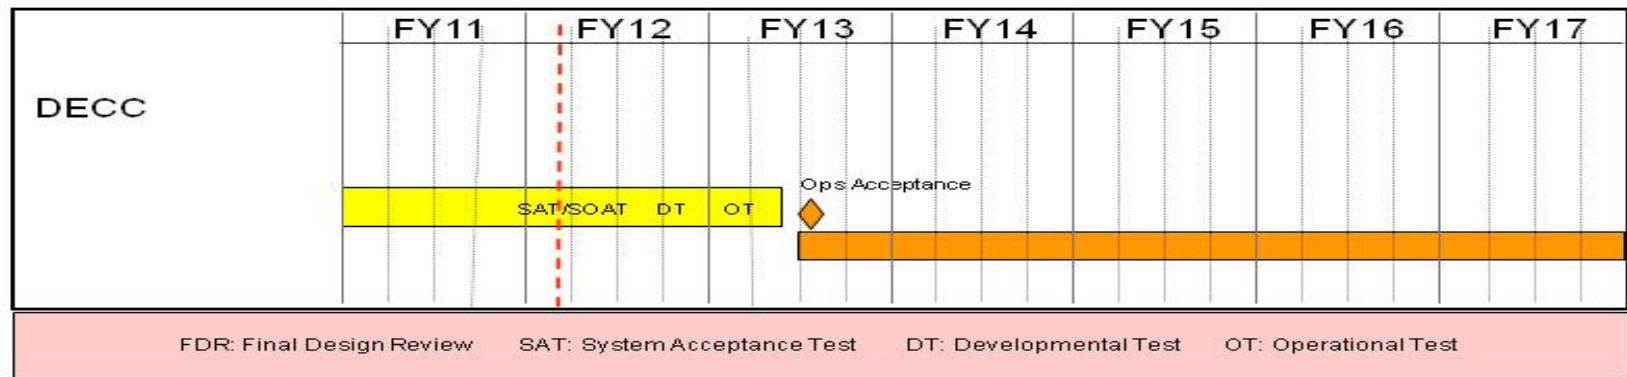 FY11 FY12 FY13 FY14 FY15 FY16 FY17
DECC
Ops Acceptance
SAT/SOAT DT OT
FDR: Final Design Review SAT: System Acceptance Test DT: Developmental Test OT: Operational Test